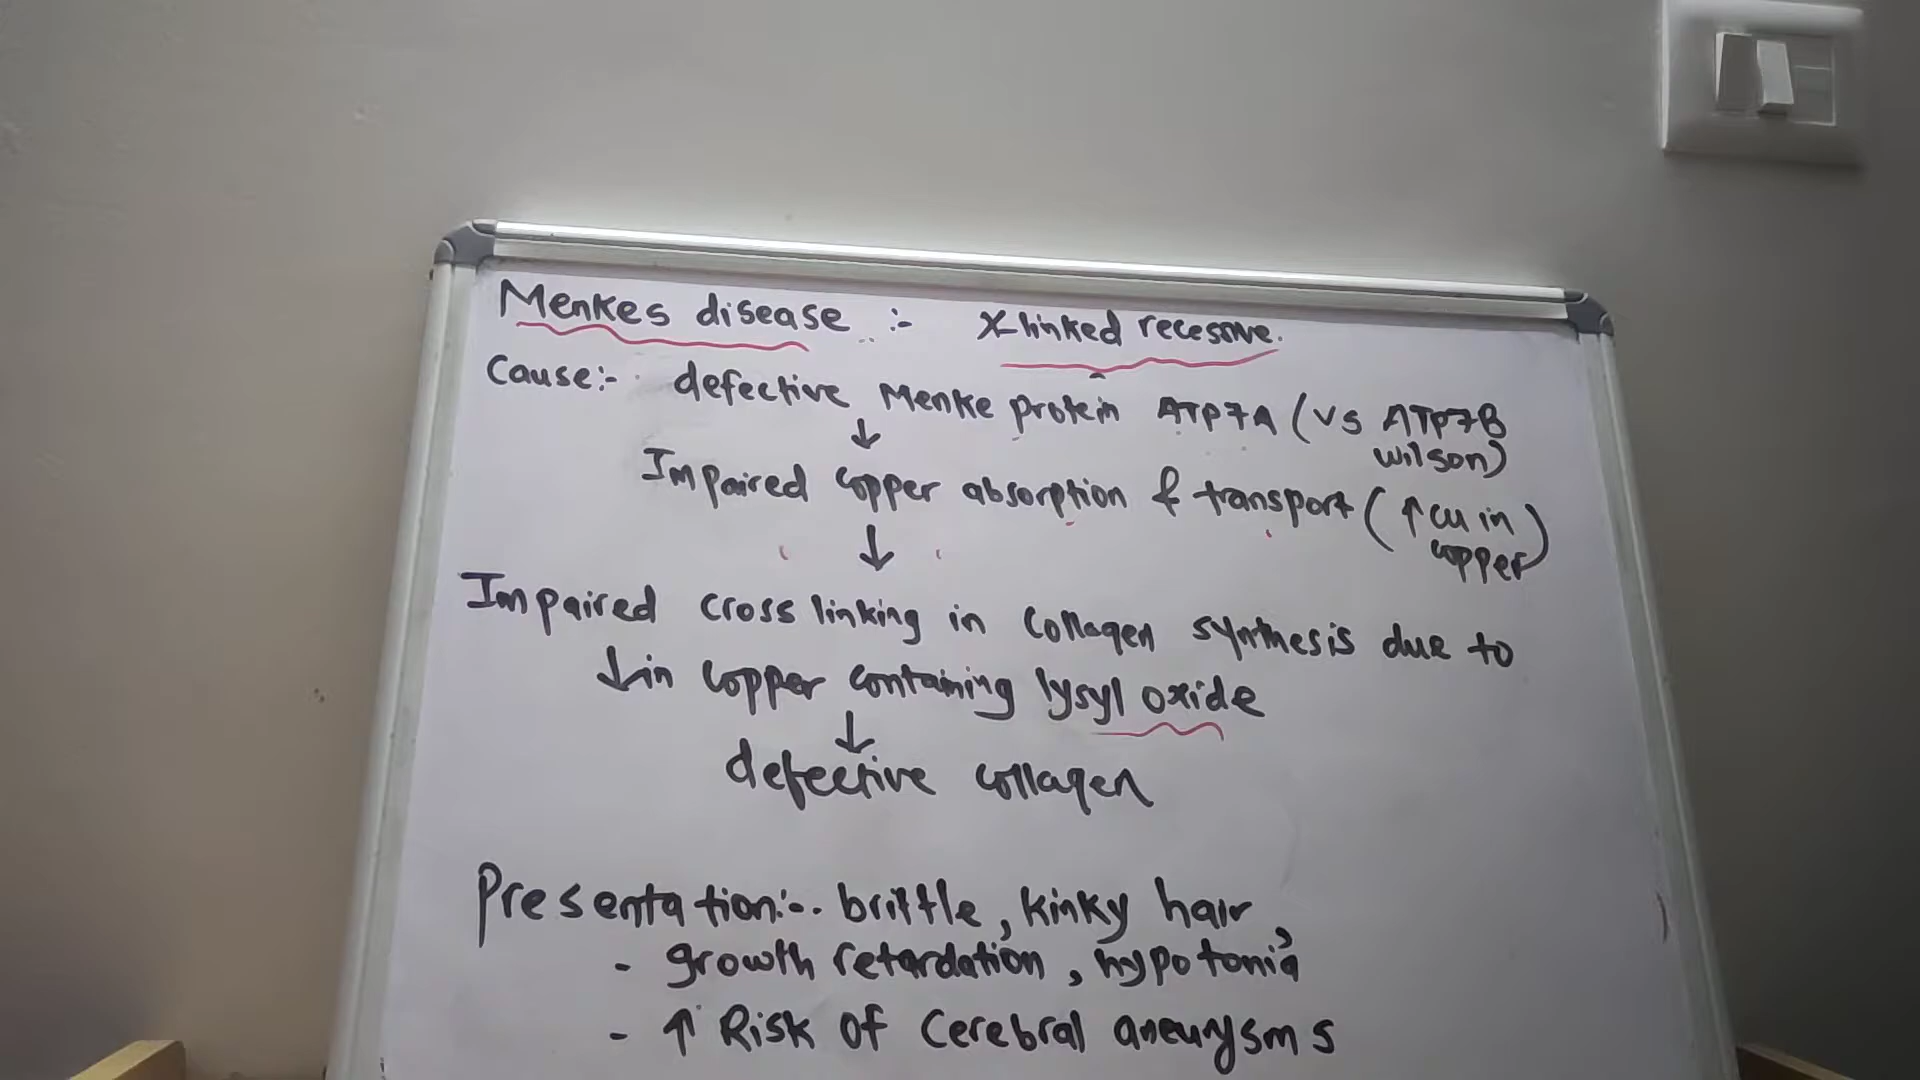 Menkes disease :- X-linked recessive.
Cause:- defective Menke protein ATP7A (vs ATP7B
wilson)
↓
Impaired copper absorption & transport (↑ cu in
copper)
↓
Impaired cross linking in collagen synthesis due to
↓in copper containing lysyl oxide
↓
defective collagen
Presentation:-. brittle, kinky hair,
- growth retardation, hypotonia
- ↑ Risk Of Cerebral aneurysms